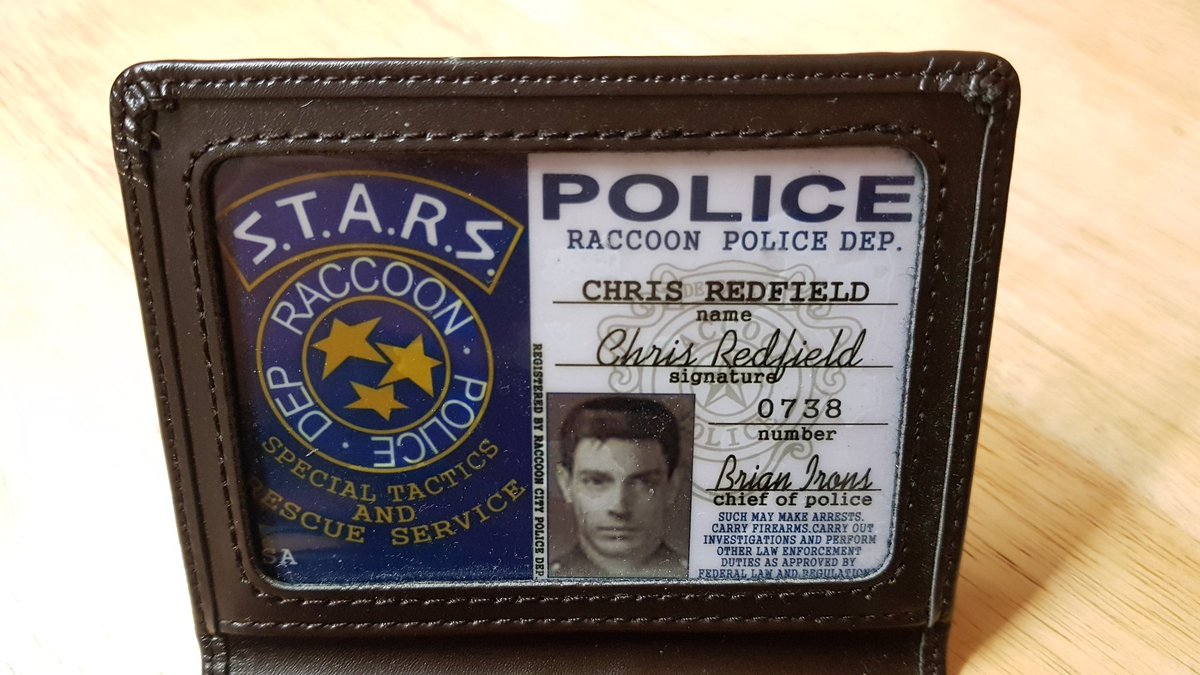 S.T.A.R.S.
RACCOON · POLICE · DEP
SPECIAL TACTICS
AND
RESCUE SERVICE
SA
POLICE
RACCOON POLICE DEP.
CHRIS REDFIELD
name
Chris Redfield
signature
0738
number
Brian Irons
chief of police
SUCH MAY MAKE ARRESTS.
CARRY FIREARMS.CARRY OUT
INVESTIGATIONS AND PERFORM
OTHER LAW ENFORCEMENT
DUTIES AS APPROVED BY
FEDERAL LAW AND REGULATION
REGISTERED BY RACCOON CITY POLICE DEP.